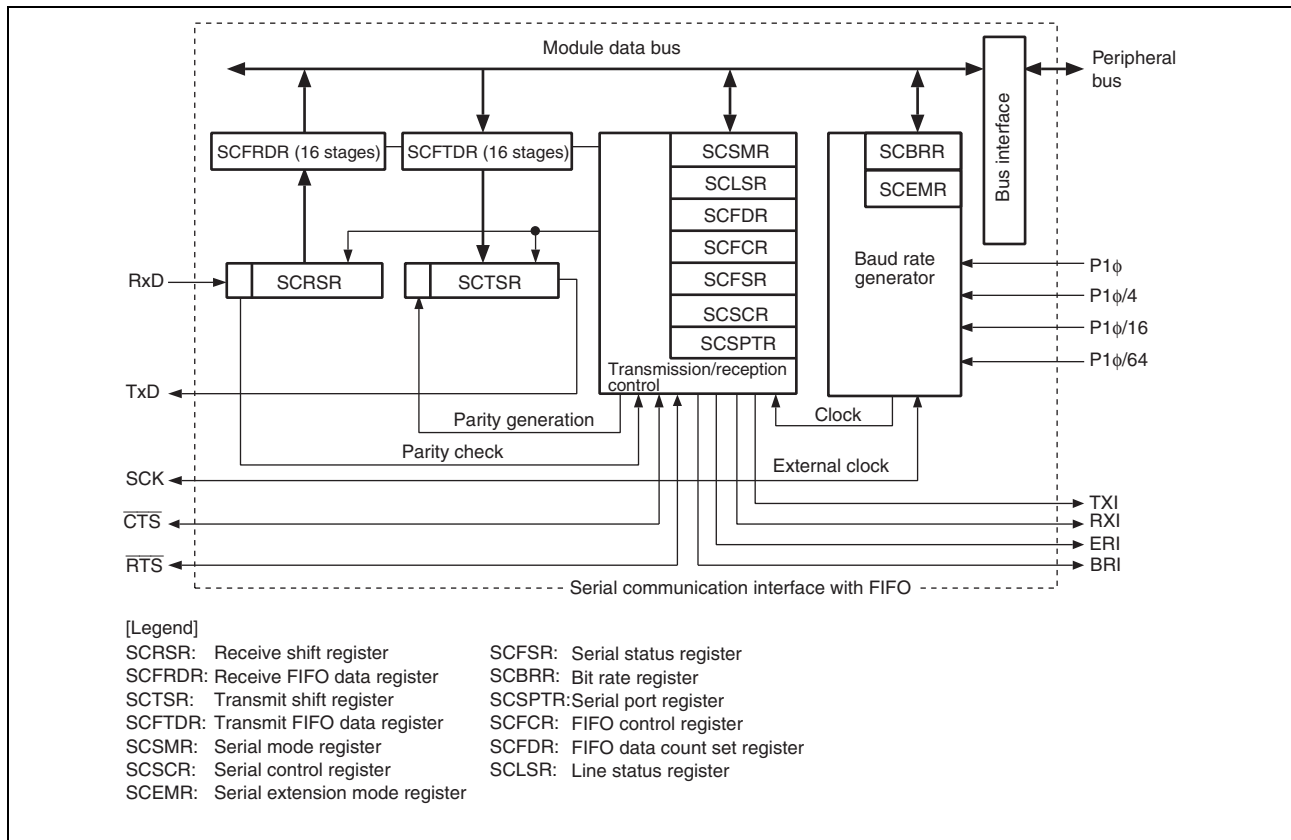 Module data bus
Peripheral
bus
Bus interface
SCFRDR (16 stages)
SCFTDR (16 stages)
SCSMR
SCLSR
SCFDR
SCFCR
SCFSR
SCSCR
SCSPTR
Transmission/reception
control
SCBRR
SCEMR
Baud rate
generator
RxD
SCRSR
SCTSR
P1φ
P1φ/4
P1φ/16
P1φ/64
TxD
Parity generation
Clock
Parity check
External clock
SCK
CTS
RTS
TXI
RXI
ERI
BRI
Serial communication interface with FIFO
[Legend]
SCRSR: Receive shift register
SCFRDR: Receive FIFO data register
SCTSR: Transmit shift register
SCFTDR: Transmit FIFO data register
SCSMR: Serial mode register
SCSCR: Serial control register
SCEMR: Serial extension mode register
SCFSR: Serial status register
SCBRR: Bit rate register
SCSPTR: Serial port register
SCFCR: FIFO control register
SCFDR: FIFO data count set register
SCLSR: Line status register